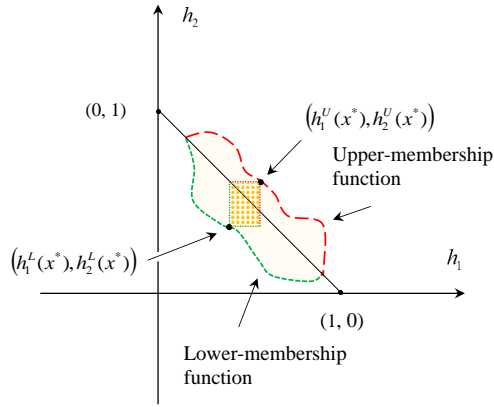 h₂
(0, 1)
(h₁ᵁ(x*), h₂ᵁ(x*))
Upper-membership
function
(h₁ᴸ(x*), h₂ᴸ(x*))
h₁
(1, 0)
Lower-membership
function